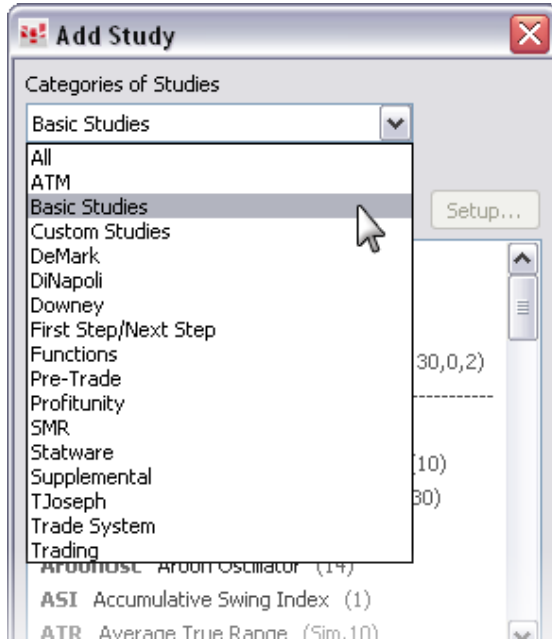 Add Study
Categories of Studies
Basic Studies
All
ATM
Basic Studies
Custom Studies
DeMark
DiNapoli
Downey
First Step/Next Step
Functions
Pre-Trade
Profitunity
SMR
Statware
Supplemental
TJoseph
Trade System
Trading
Setup...
30,0,2)
----------
(10)
30)
AroonOsc Aroon Oscillator (14)
ASI Accumulative Swing Index (1)
ATR Average True Range (Sim,10)